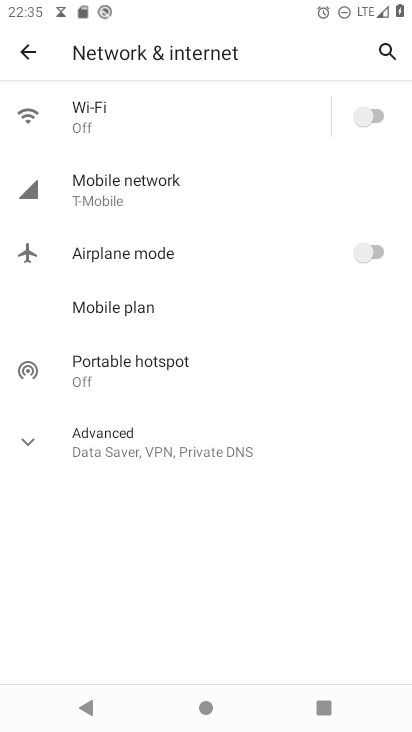 22:35
LTE
Network & internet
Wi-Fi
Off
Mobile network
T-Mobile
Airplane mode
Mobile plan
Portable hotspot
Off
Advanced
Data Saver, VPN, Private DNS